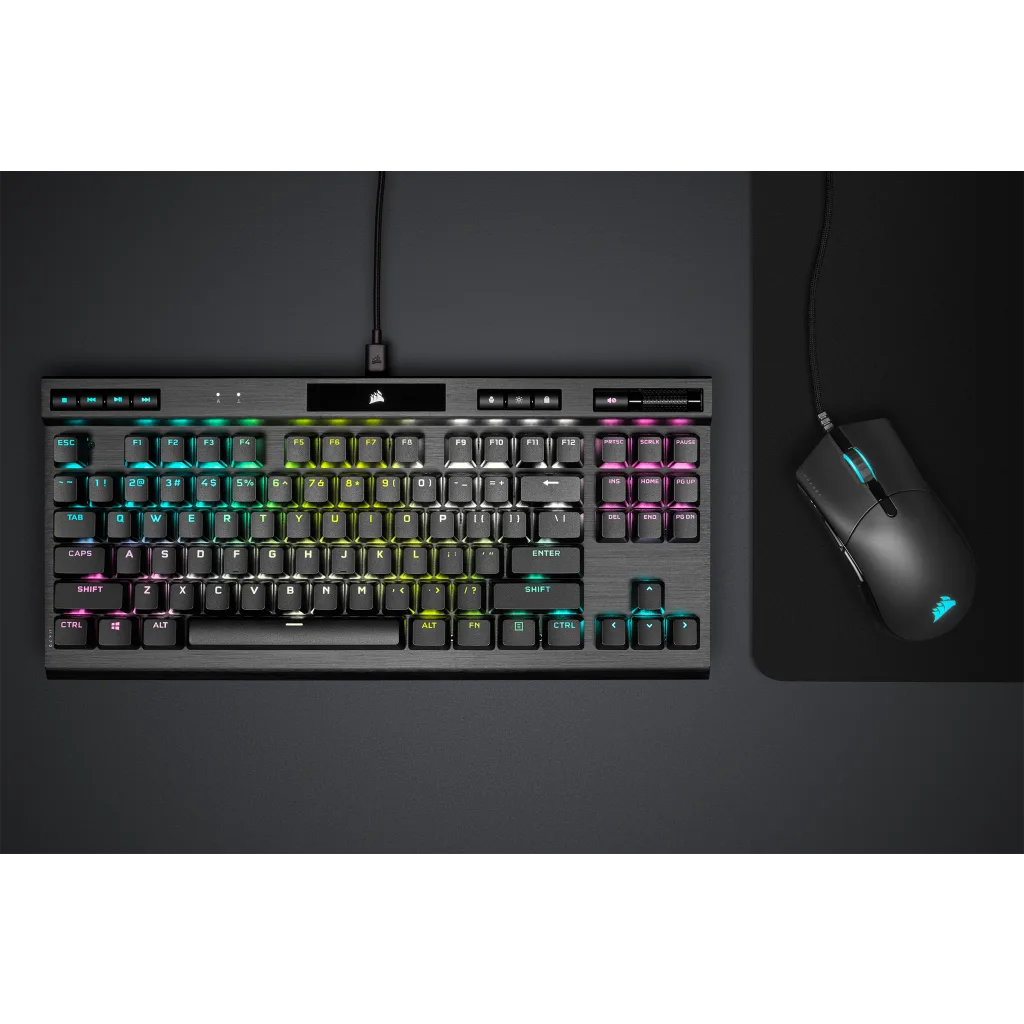 A
ESC F1 F2 F3 F4 F5 F6 F7 F8 F9 F10 F11 F12 PRTSC SCRLK PAUSE
~ ` 1! 2@ 3# 4$ 5% 6^ 7& 8* 9( 0) - _ = + ← INS HOME PG UP
TAB Q W E R T Y U I O P [{ ]} \| DEL END PG DN
CAPS A S D F G H J K L ;: '" ENTER
SHIFT Z X C V B N M ,< .> /? SHIFT ^
CTRL ALT ALT FN CTRL < v >